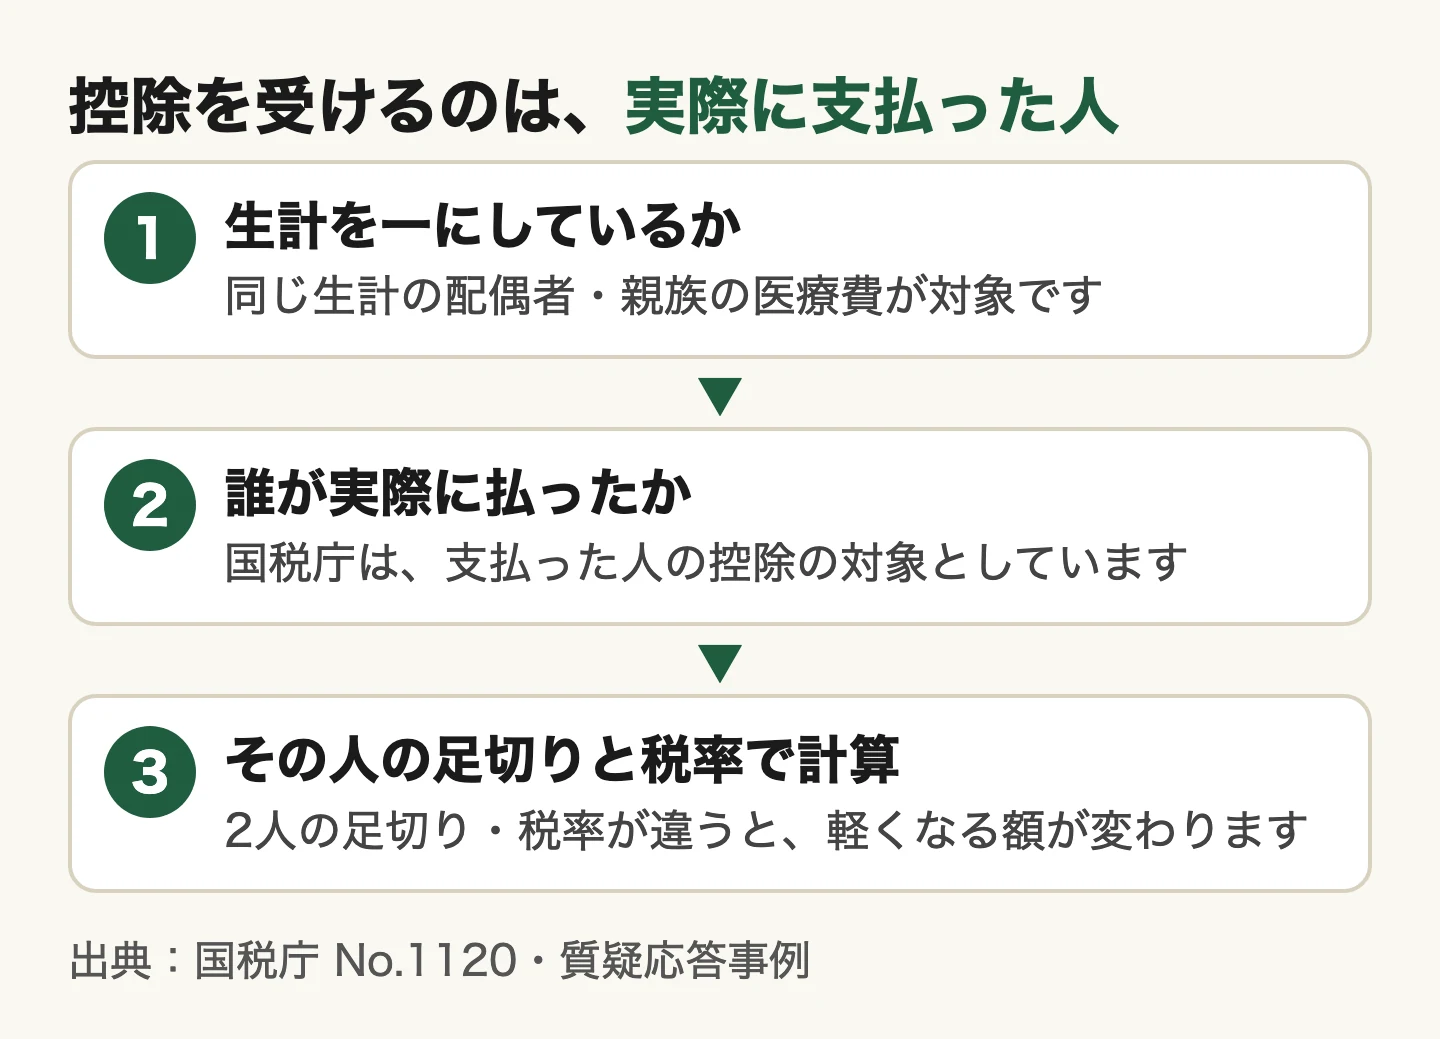 控除を受けるのは、実際に支払った人
1
生計を一にしているか
同じ生計の配偶者・親族の医療費が対象です
▼
2
誰が実際に払ったか
国税庁は、支払った人の控除の対象としています
▼
3
その人の足切りと税率で計算
2人の足切り・税率が違うと、軽くなる額が変わります
出典：国税庁 No.1120・質疑応答事例